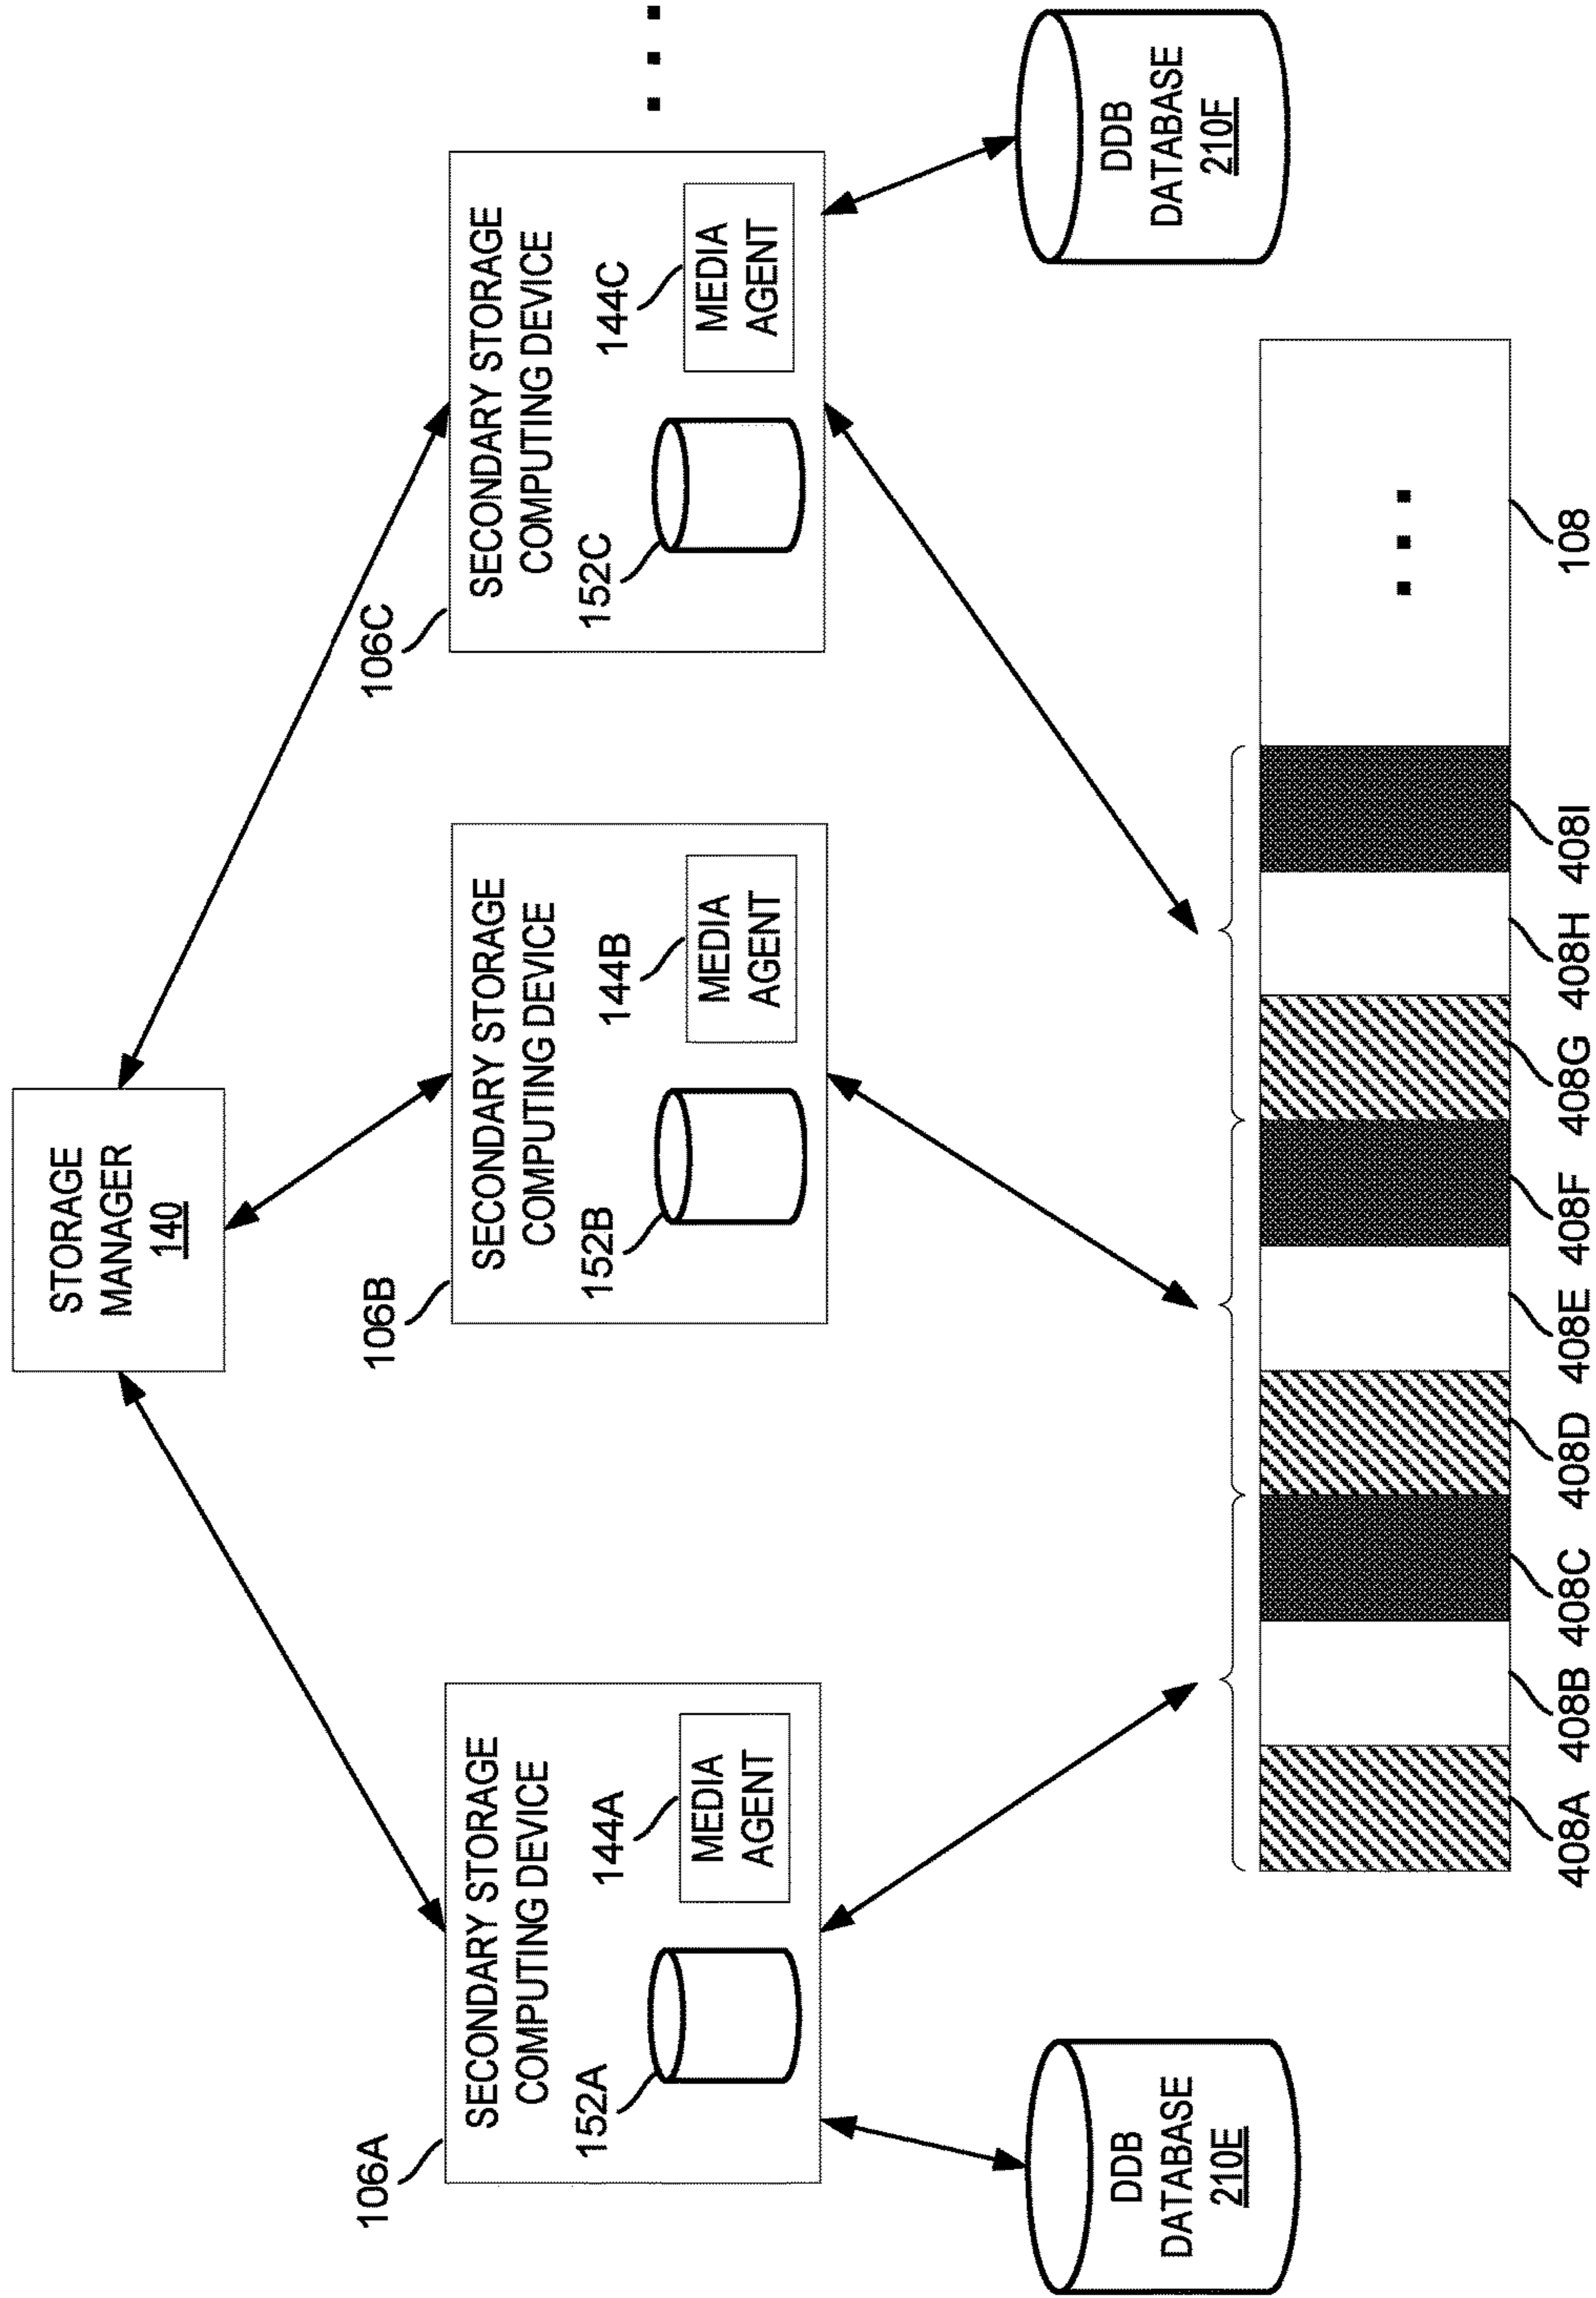 STORAGE
MANAGER
140
106A
SECONDARY STORAGE
COMPUTING DEVICE
152A
144A
MEDIA
AGENT
106B
SECONDARY STORAGE
COMPUTING DEVICE
152B
144B
MEDIA
AGENT
106C
SECONDARY STORAGE
COMPUTING DEVICE
152C
144C
MEDIA
AGENT
DDB
DATABASE
210E
DDB
DATABASE
210F
408A
408B
408C
408D
408E
408F
408G
408H
408I
108